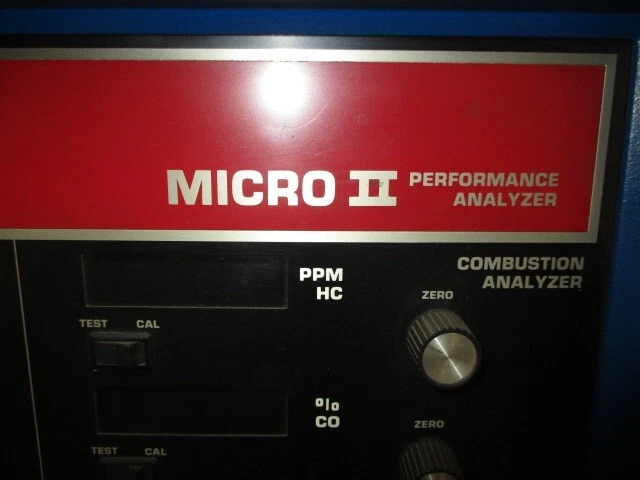 MICRO II PERFORMANCE
ANALYZER
COMBUSTION
ANALYZER
PPM
HC
ZERO
TEST CAL
%
CO
ZERO
TEST CAL